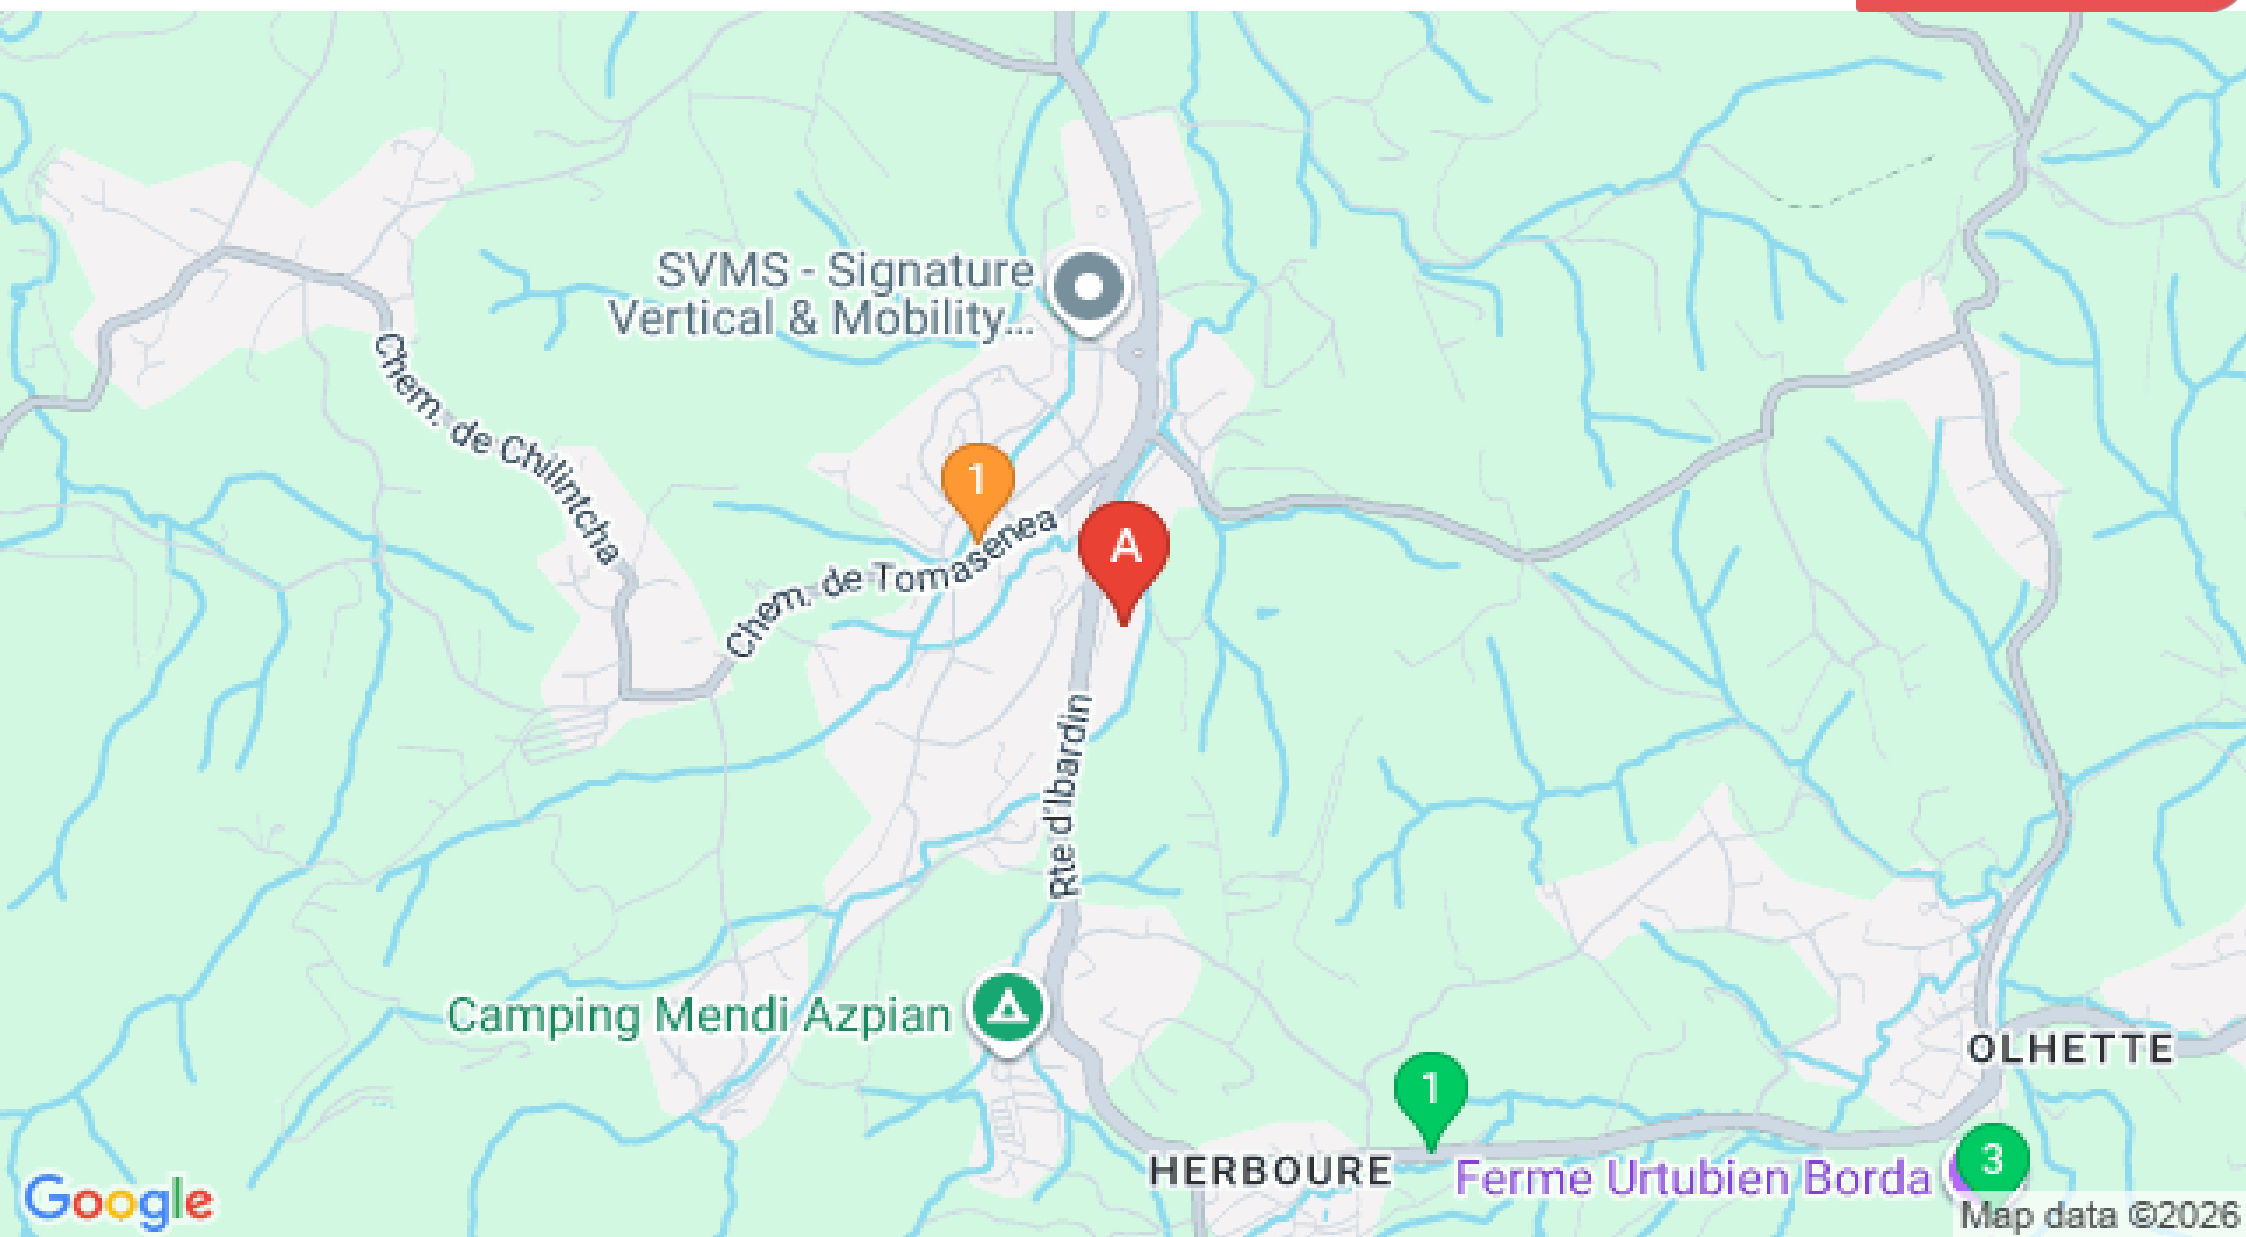 SVMS - Signature
Vertical & Mobility...
Chem. de Chilintcha
1
Chem. de Tomasenea
A
Rte d'Ibardin
Camping Mendi Azpian
OLHETTE
1
HERBOURE
Ferme Urtubien Borda
3
Google
Map data ©2026